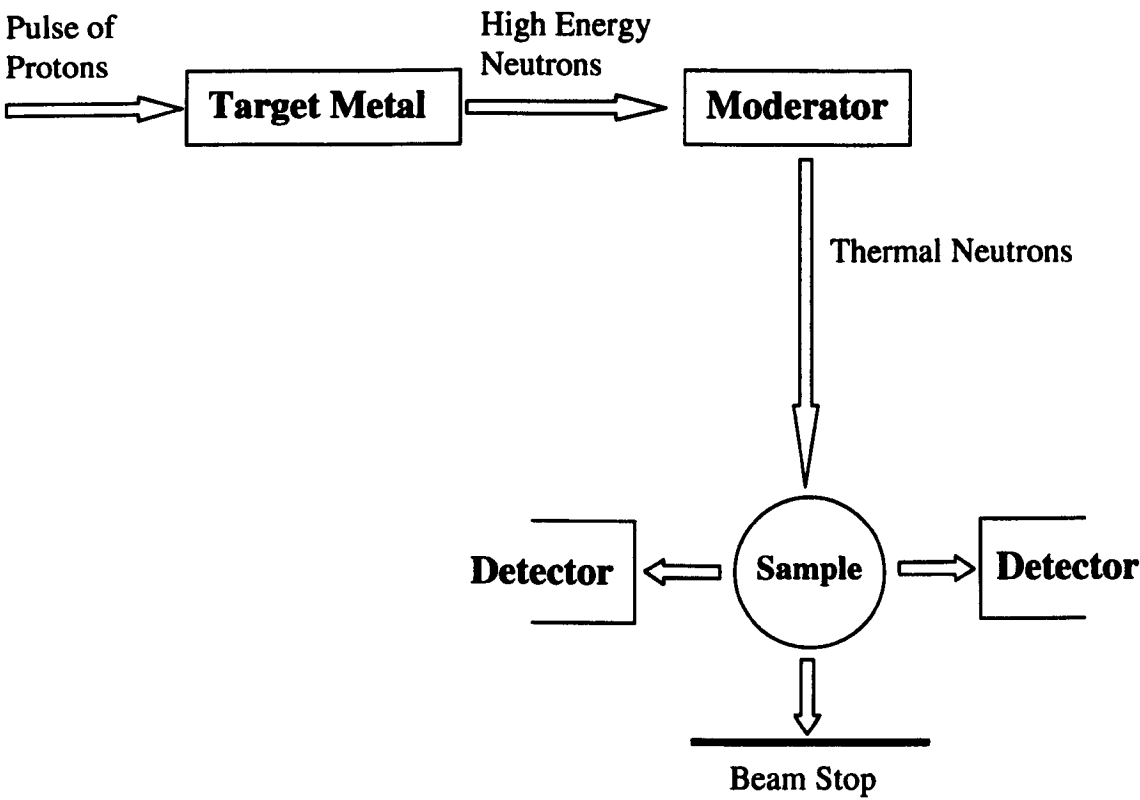 Pulse of
Protons
High Energy
Neutrons
Target Metal
Moderator
Thermal Neutrons
Detector
Sample
Detector
Beam Stop